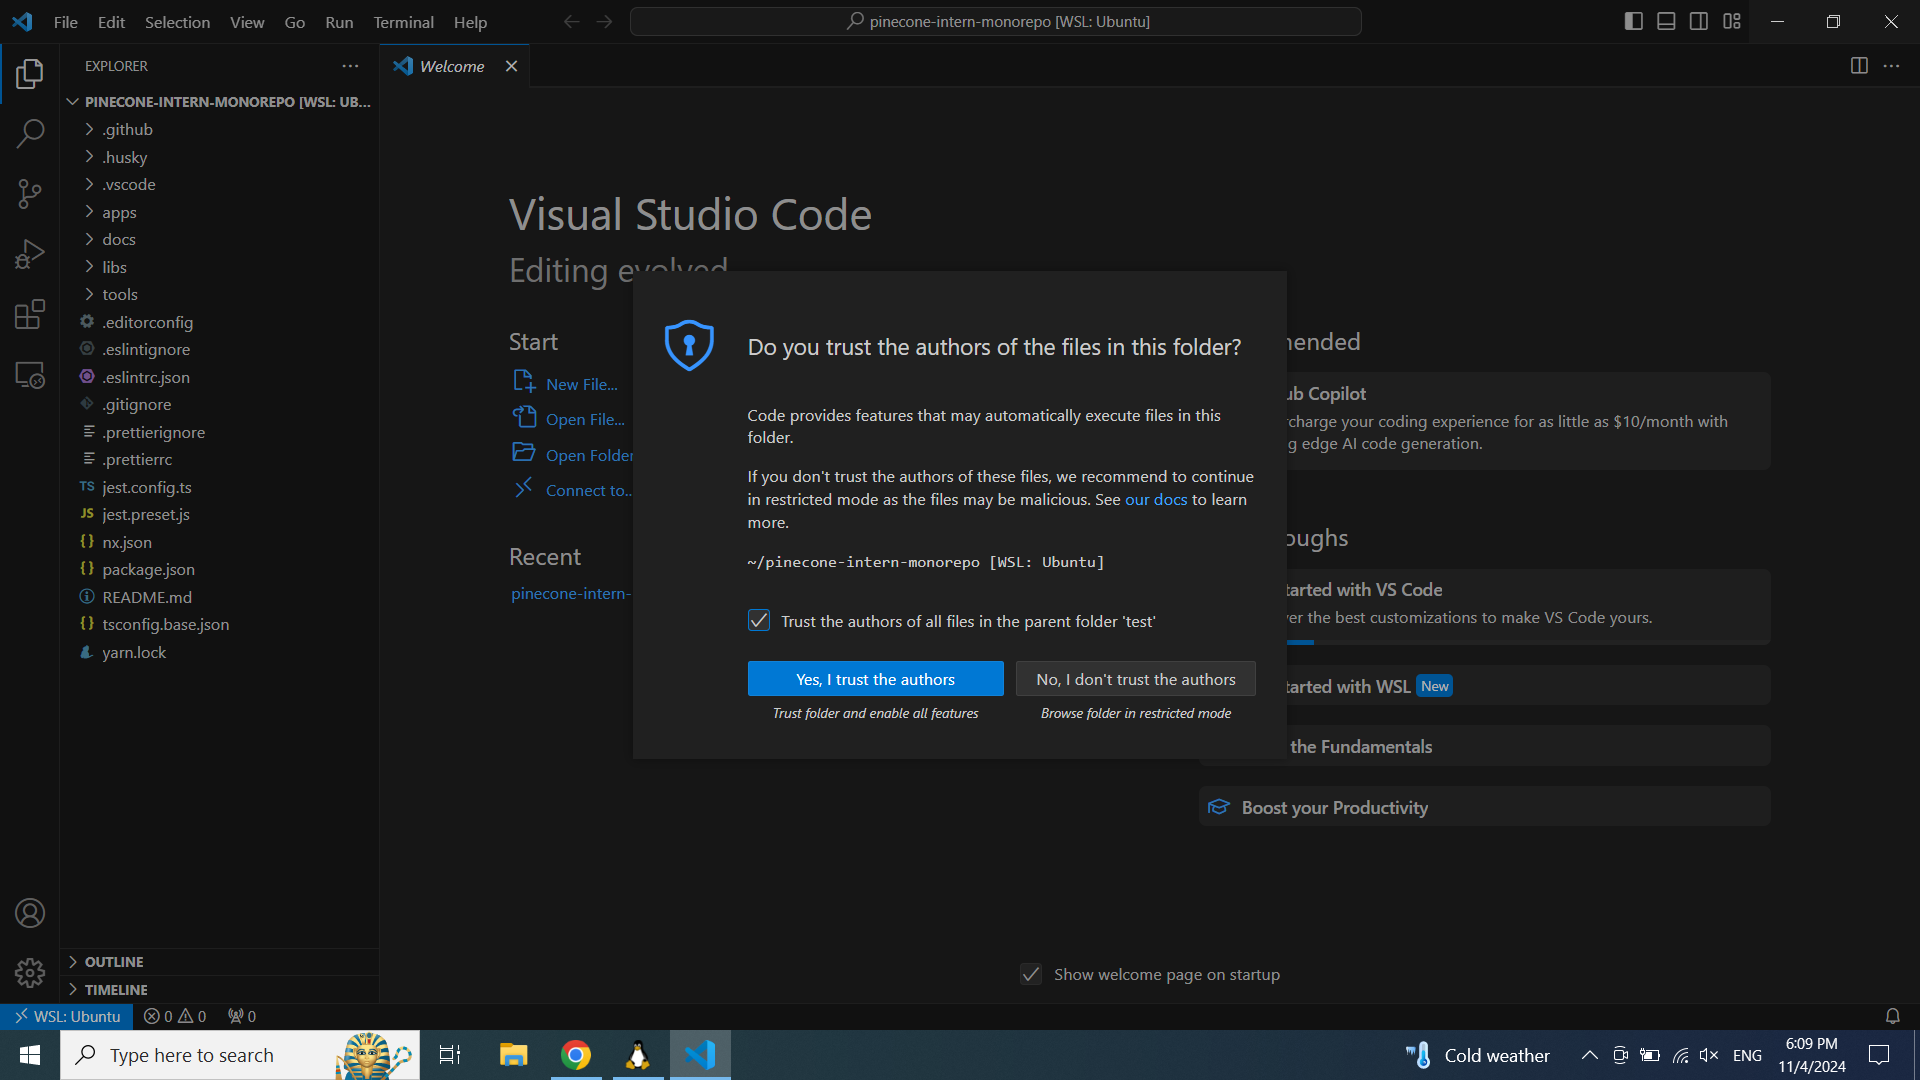 File Edit Selection View Go Run Terminal Help
pinecone-intern-monorepo [WSL: Ubuntu]
EXPLORER
Welcome
PINECONE-INTERN-MONOREPO [WSL: UB...
.github
.husky
.vscode
apps
docs
libs
tools
.editorconfig
.eslintignore
.eslintrc.json
.gitignore
.prettierignore
.prettierrc
TS jest.config.ts
JS jest.preset.js
{} nx.json
{} package.json
README.md
{} tsconfig.base.json
yarn.lock
OUTLINE
TIMELINE
Visual Studio Code
Editing evolved
Start
New File...
Open File...
Open Folder
Connect to..
Recent
pinecone-intern-
Do you trust the authors of the files in this folder?
Code provides features that may automatically execute files in this
folder.
If you don't trust the authors of these files, we recommend to continue
in restricted mode as the files may be malicious. See our docs to learn
more.
~/pinecone-intern-monorepo [WSL: Ubuntu]
Trust the authors of all files in the parent folder 'test'
Yes, I trust the authors
No, I don't trust the authors
Trust folder and enable all features
Browse folder in restricted mode
ended
ub Copilot
charge your coding experience for as little as $10/month with
g edge AI code generation.
oughs
tarted with VS Code
er the best customizations to make VS Code yours.
tarted with WSL New
the Fundamentals
Boost your Productivity
Show welcome page on startup
WSL: Ubuntu 0 0 0
Type here to search
Cold weather
ENG
6:09 PM
11/4/2024